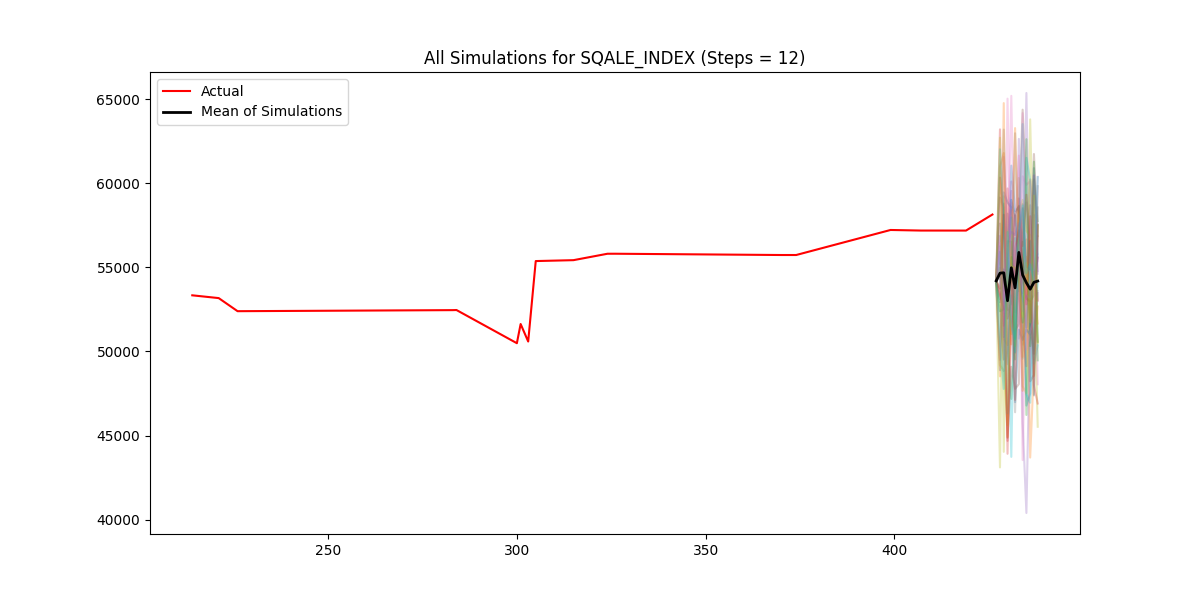 All Simulations for SQALE_INDEX (Steps = 12)
Actual
Mean of Simulations
65000
60000
55000
50000
45000
40000
250 300 350 400